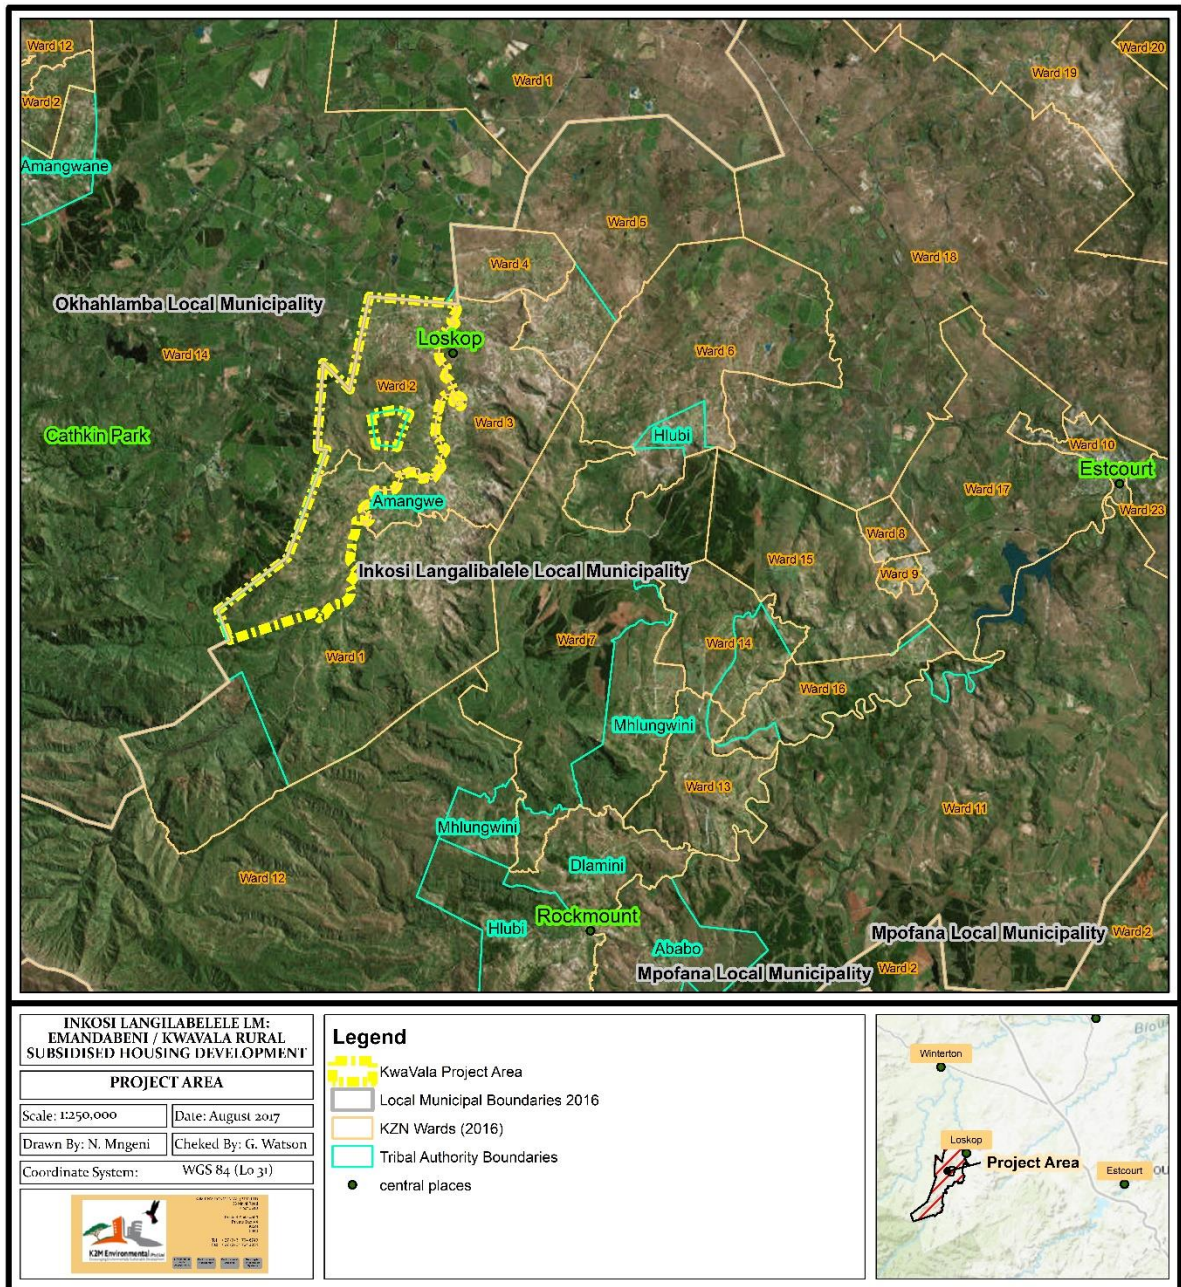 Ward 12
Ward 20
Ward 19
Ward 1
Ward 2
Amangwane
Ward 5
Ward 18
Ward 4
Okhahlamba Local Municipality
Loskop
Ward 14
Ward 6
Ward 2
Ward 3
Cathkin Park
Hlubi
Ward 10
Estcourt
Ward 17
Amangwe
Ward 23
Ward 8
Ward 15
Inkosi Langalibalele Local Municipality
Ward 9
Ward 7
Ward 14
Ward 1
Ward 16
Mhlungwini
Ward 13
Ward 11
Mhlungwini
Dlamini
Ward 12
Rockmount
Hlubi
Mpofana Local Municipality
Ward 2
Ababo
Ward 2
Mpofana Local Municipality
INKOSI LANGILABELELE LM:
EMANDABENI / KWAVALA RURAL
SUBSIDISED HOUSING DEVELOPMENT
PROJECT AREA
Scale: 1:250,000
Date: August 2017
Drawn By: N. Mngeni
Cheked By: G. Watson
Coordinate System: WGS 84 (Lo 31)
K2M Environmental
Legend
KwaVala Project Area
Local Municipal Boundaries 2016
KZN Wards (2016)
Tribal Authority Boundaries
central places
Winterton
Loskop
Project Area
Estcourt